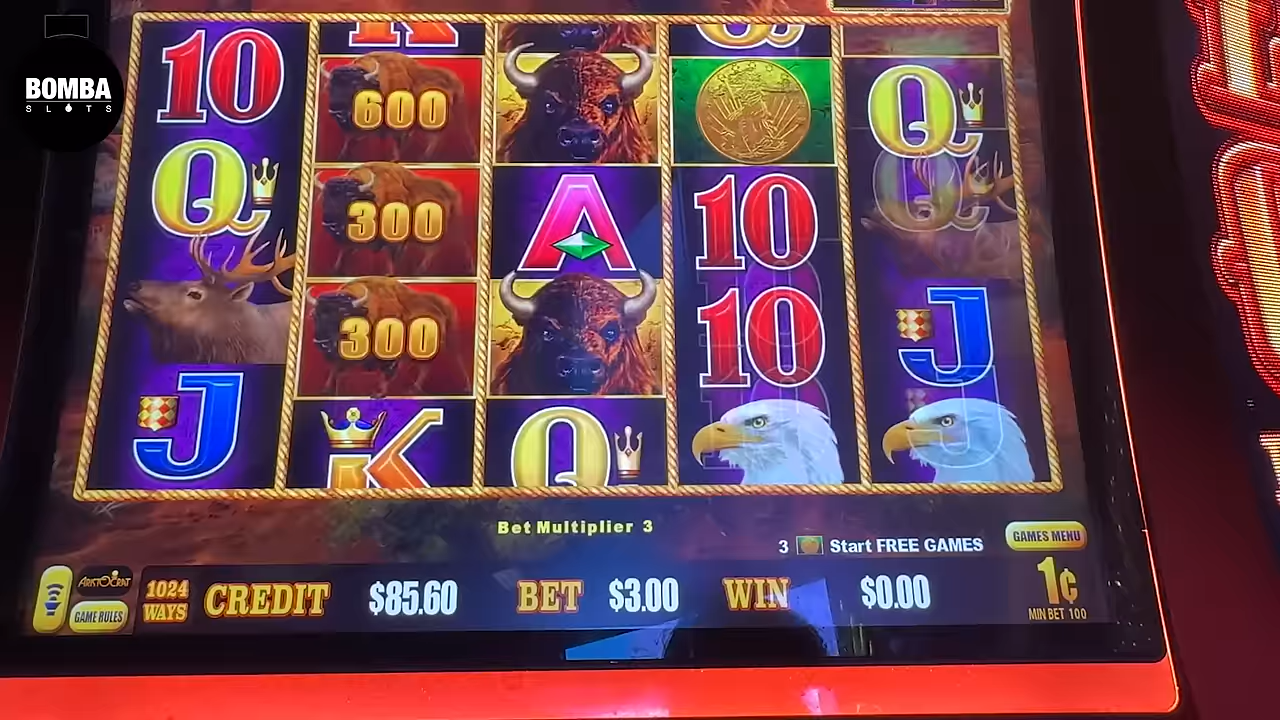 BOMBA
SLOTS
10
600
Q
Q
300
A
10
Q
300
10
J
J
K
Q
J
Bet Multiplier 3
3 Start FREE GAMES
GAMES MENU
ARISTOCRAT
GAME RULES
1024
WAYS
CREDIT $85.60 BET $3.00 WIN $0.00
1¢
MIN BET 100